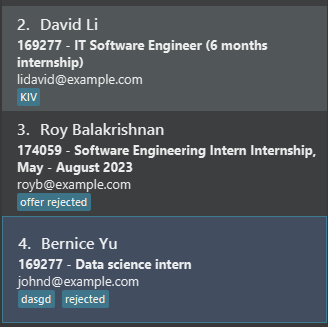 2. David Li
169277 - IT Software Engineer (6 months
internship)
lidavid@example.com
KIV
3. Roy Balakrishnan
174059 - Software Engineering Intern Internship,
May - August 2023
royb@example.com
offer rejected
4. Bernice Yu
169277 - Data science intern
johnd@example.com
dasgd rejected